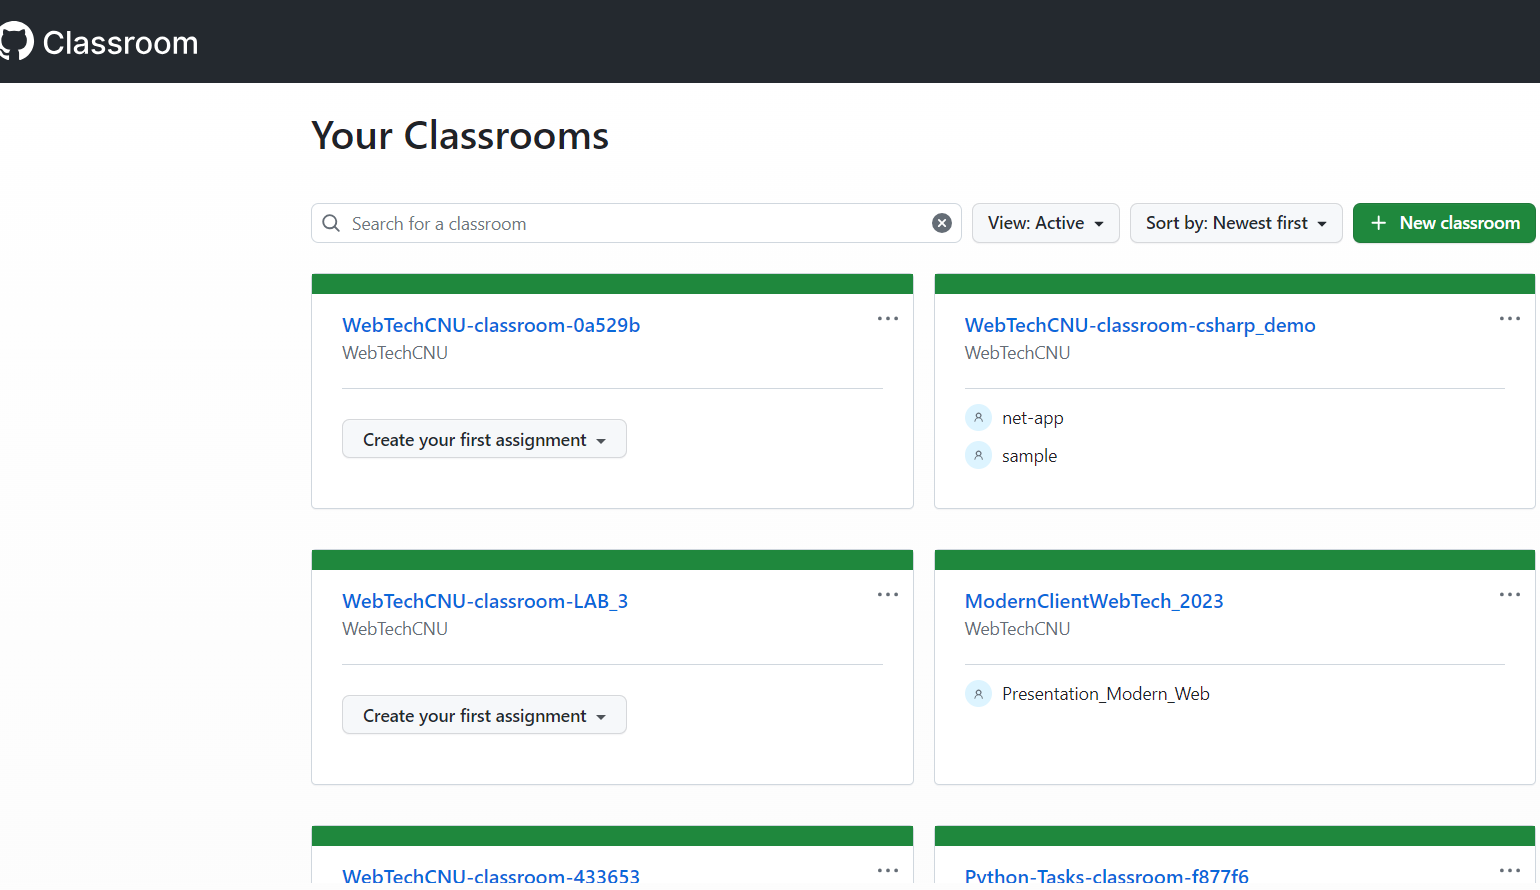 Classroom
Your Classrooms
Search for a classroom
View: Active
Sort by: Newest first
New classroom
WebTechCNU-classroom-0a529b
WebTechCNU
Create your first assignment
WebTechCNU-classroom-csharp_demo
WebTechCNU
net-app
sample
WebTechCNU-classroom-LAB_3
WebTechCNU
Create your first assignment
ModernClientWebTech_2023
WebTechCNU
Presentation_Modern_Web
WebTechCNU-classroom-433653
Python-Tasks-classroom-f877f6